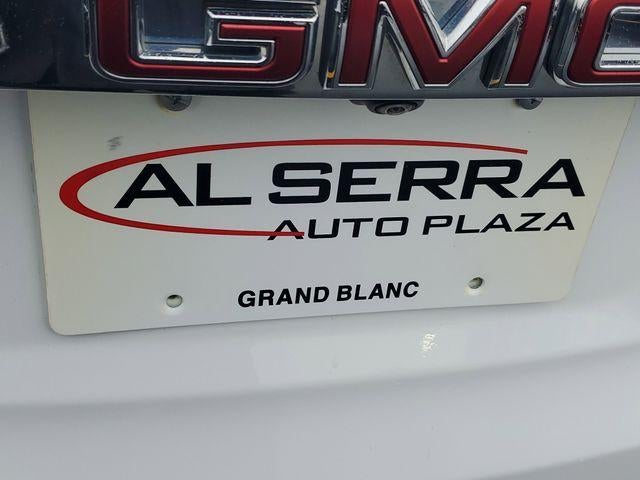 GMC
AL SERRA
AUTO PLAZA
GRAND BLANC